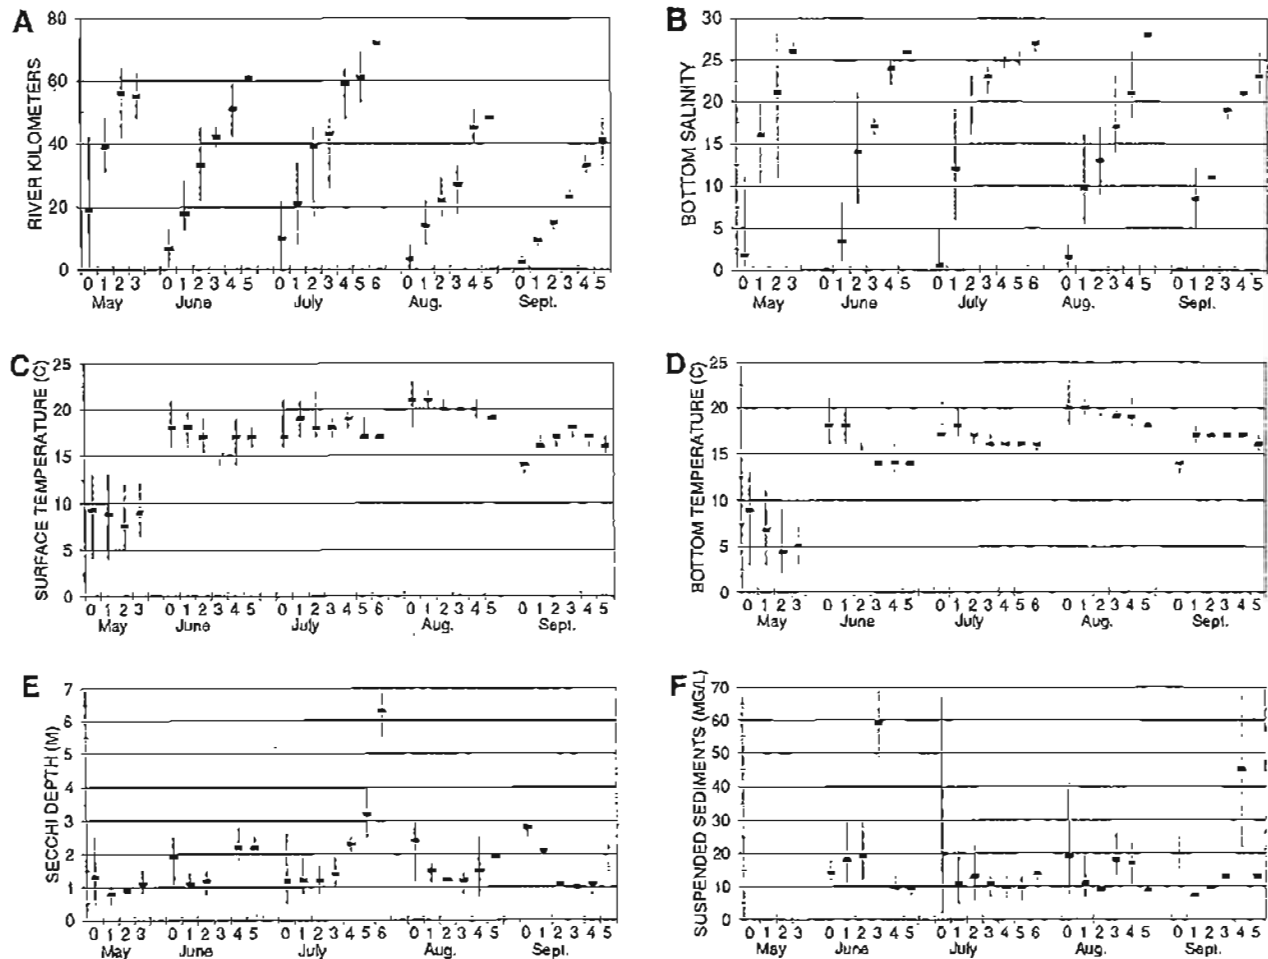 A
RIVER KILOMETERS
80
60
40
20
0
0 1 2 3 0 1 2 3 4 5 0 1 2 3 4 5 6 0 1 2 3 4 5 0 1 2 3 4 5
May June July Aug. Sept.
B
BOTTOM SALINITY
30
25
20
15
10
5
0
0 1 2 3 0 1 2 3 4 5 0 1 2 3 4 5 6 0 1 2 3 4 5 0 1 2 3 4 5
May June July Aug. Sept.
C
SURFACE TEMPERATURE (C)
25
20
15
10
5
0
0 1 2 3 0 1 2 3 4 5 0 1 2 3 4 5 6 0 1 2 3 4 5 0 1 2 3 4 5
May June July Aug. Sept.
D
BOTTOM TEMPERATURE (C)
25
20
15
10
5
0
0 1 2 3 0 1 2 3 4 5 0 1 2 3 4 5 6 0 1 2 3 4 5 0 1 2 3 4 5
May June July Aug. Sept.
E
SECCHI DEPTH (M)
7
6
5
4
3
2
1
0
0 1 2 3 0 1 2 3 4 5 0 1 2 3 4 5 6 0 1 2 3 4 5 0 1 2 3 4 5
May June July Aug. Sept.
F
SUSPENDED SEDIMENTS (MG/L)
70
60
50
40
30
20
10
0
0 1 2 3 0 1 2 3 4 5 0 1 2 3 4 5 6 0 1 2 3 4 5 0 1 2 3 4 5
May June July Aug. Sept.